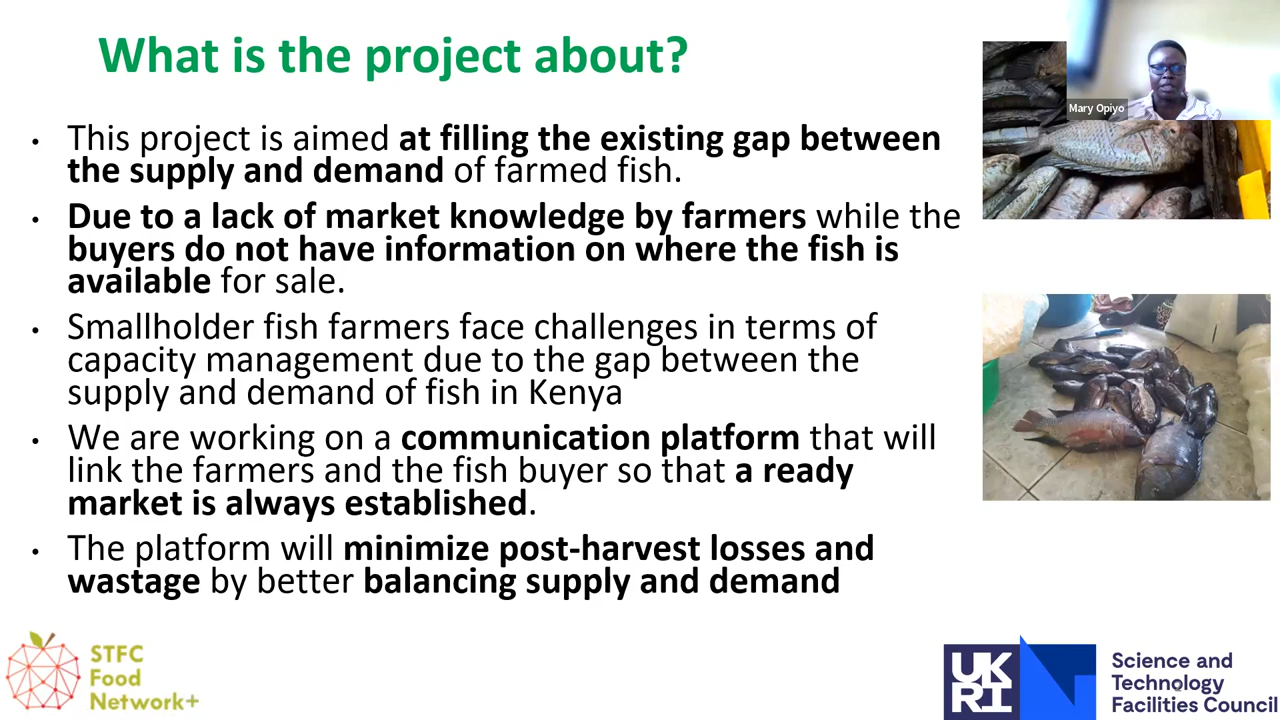 What is the project about?
Mary Opiyo
• This project is aimed at filling the existing gap between
the supply and demand of farmed fish.
• Due to a lack of market knowledge by farmers while the
buyers do not have information on where the fish is
available for sale.
• Smallholder fish farmers face challenges in terms of
capacity management due to the gap between the
supply and demand of fish in Kenya
• We are working on a communication platform that will
link the farmers and the fish buyer so that a ready
market is always established.
• The platform will minimize post-harvest losses and
wastage by better balancing supply and demand
STFC
Food
Network+
UK
RI
Science and
Technology
Facilities Council